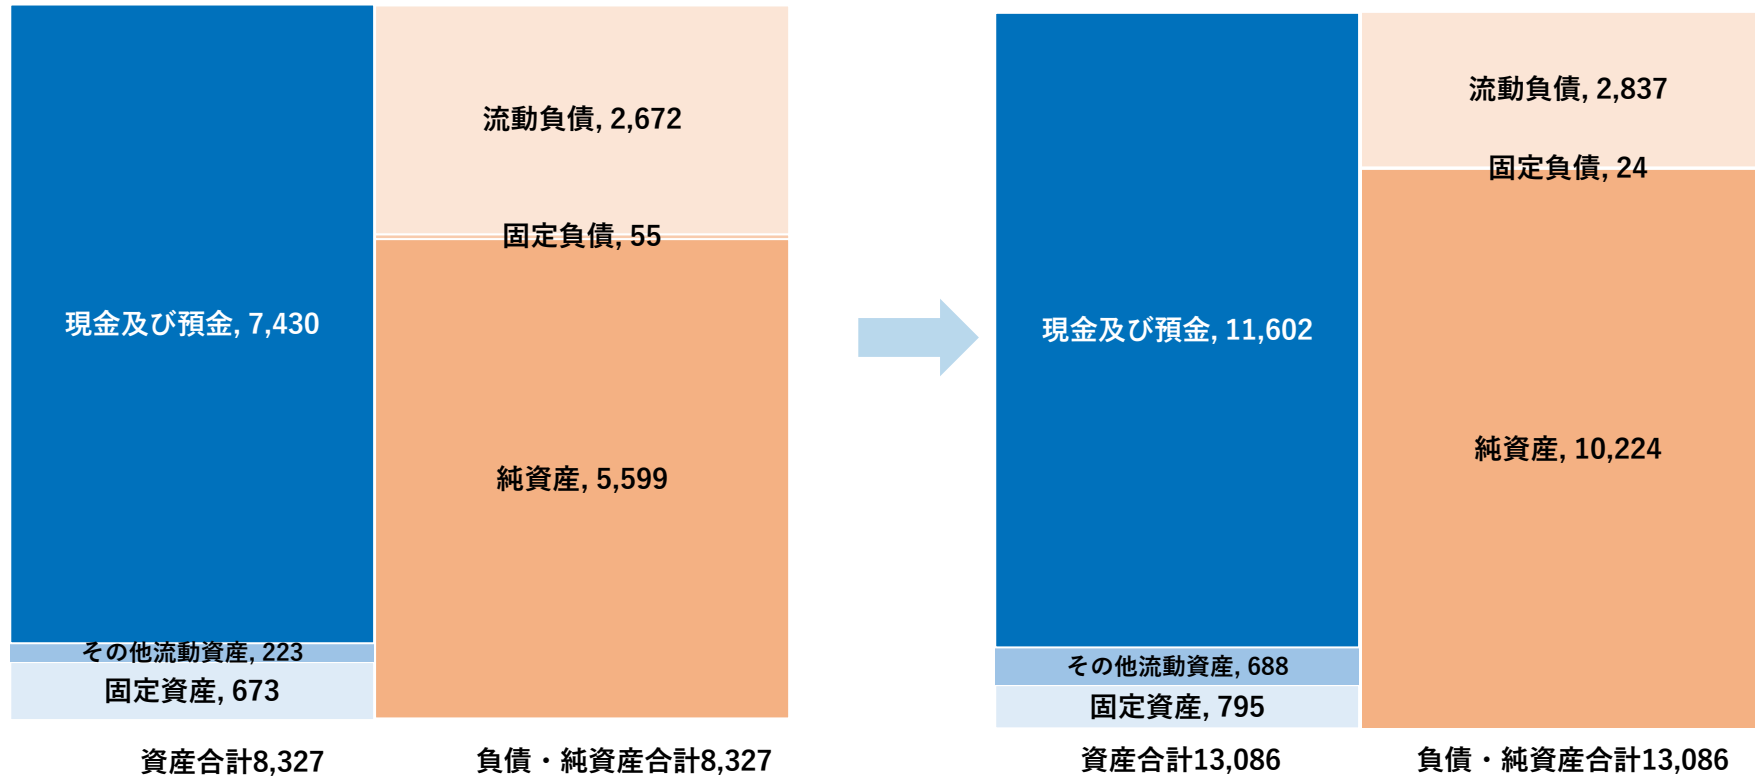 現金及び預金, 7,430
その他流動資産, 223
固定資産, 673
資産合計8,327
流動負債, 2,672
固定負債, 55
純資産, 5,599
負債・純資産合計8,327
現金及び預金, 11,602
その他流動資産, 688
固定資産, 795
資産合計13,086
流動負債, 2,837
固定負債, 24
純資産, 10,224
負債・純資産合計13,086